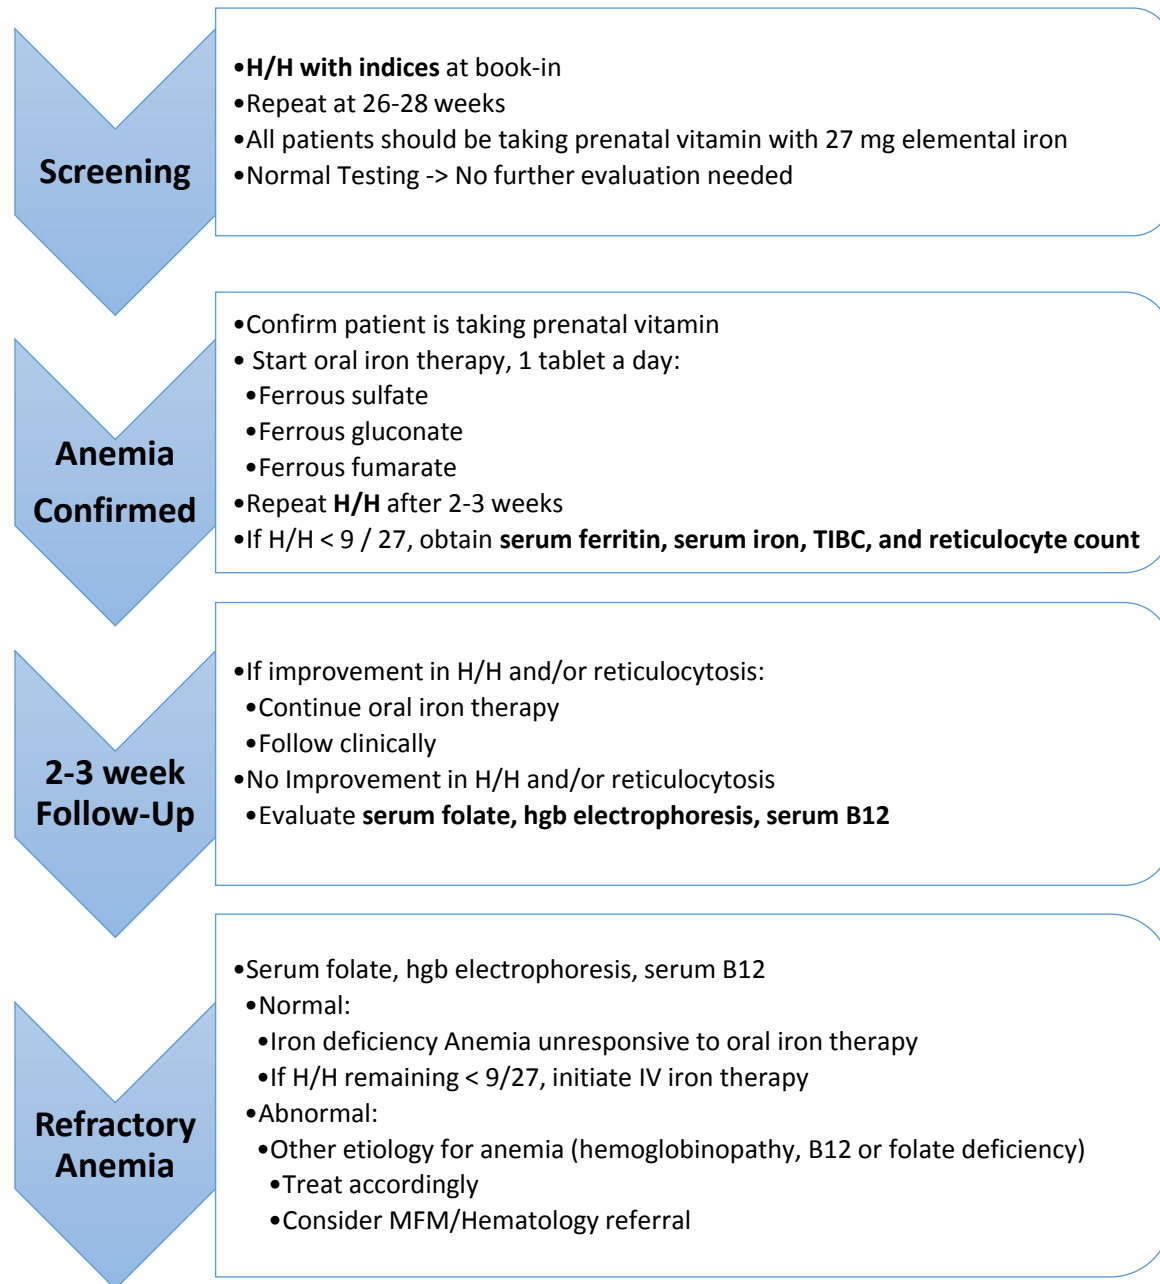 Screening
•H/H with indices at book-in
•Repeat at 26-28 weeks
•All patients should be taking prenatal vitamin with 27 mg elemental iron
•Normal Testing -> No further evaluation needed
Anemia
Confirmed
•Confirm patient is taking prenatal vitamin
• Start oral iron therapy, 1 tablet a day:
•Ferrous sulfate
•Ferrous gluconate
•Ferrous fumarate
•Repeat H/H after 2-3 weeks
•If H/H < 9 / 27, obtain serum ferritin, serum iron, TIBC, and reticulocyte count
2-3 week
Follow-Up
•If improvement in H/H and/or reticulocytosis:
•Continue oral iron therapy
•Follow clinically
•No Improvement in H/H and/or reticulocytosis
•Evaluate serum folate, hgb electrophoresis, serum B12
Refractory
Anemia
•Serum folate, hgb electrophoresis, serum B12
•Normal:
•Iron deficiency Anemia unresponsive to oral iron therapy
•If H/H remaining < 9/27, initiate IV iron therapy
•Abnormal:
•Other etiology for anemia (hemoglobinopathy, B12 or folate deficiency)
•Treat accordingly
•Consider MFM/Hematology referral